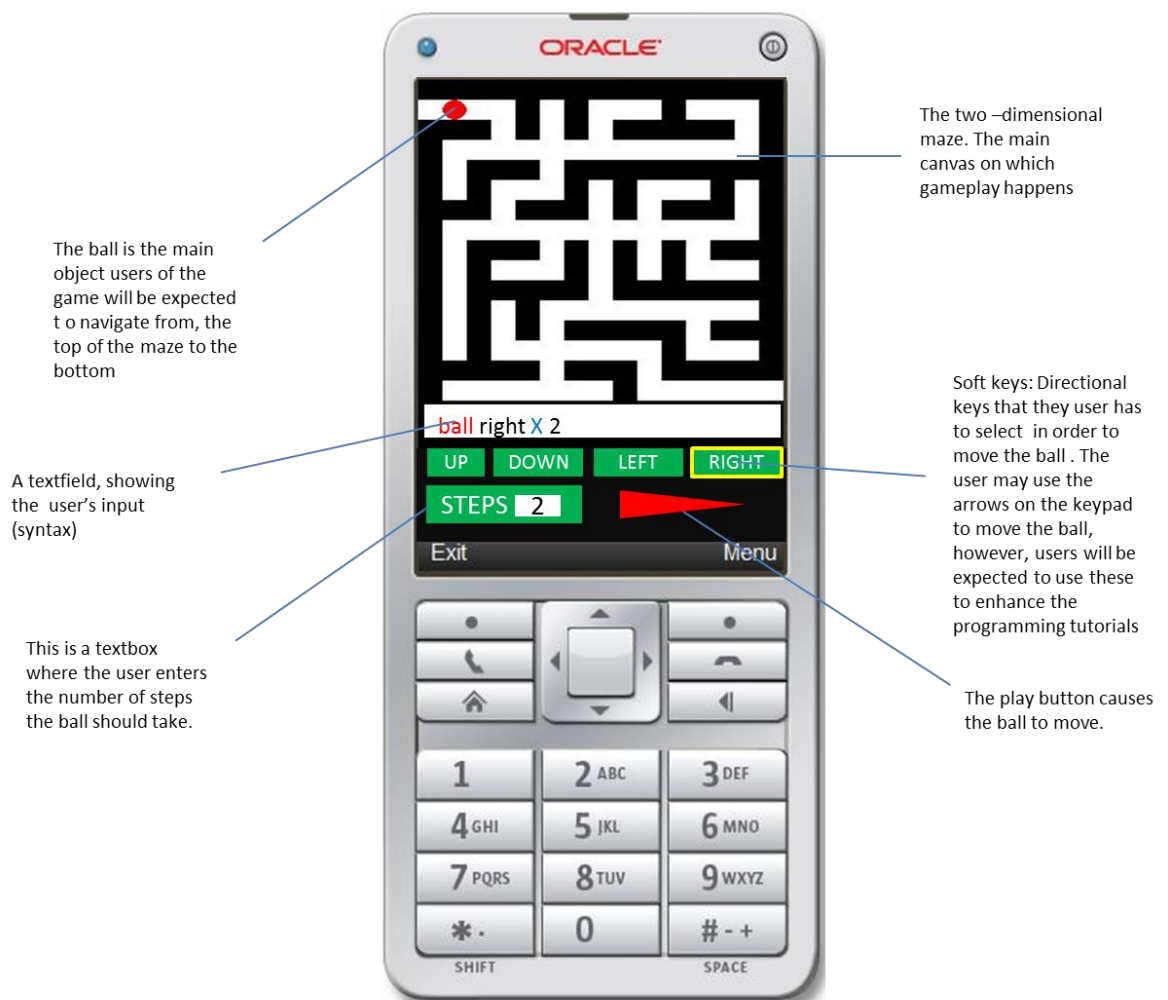 ORACLE
The two –dimensional
maze. The main
canvas on which
gameplay happens
The ball is the main
object users of the
game will be expected
t o navigate from, the
top of the maze to the
bottom
Soft keys: Directional
keys that they user has
to select in order to
move the ball . The
user may use the
arrows on the keypad
to move the ball,
however, users will be
expected to use these
to enhance the
programming tutorials
ball right X 2
UP DOWN LEFT RIGHT
A textfield, showing
the user’s input
(syntax)
STEPS 2
Exit Menu
This is a textbox
where the user enters
the number of steps
the ball should take.
The play button causes
the ball to move.
1 2 ABC 3 DEF
4 GHI 5 JKL 6 MNO
7 PQRS 8 TUV 9 WXYZ
* . 0 # - +
SHIFT SPACE